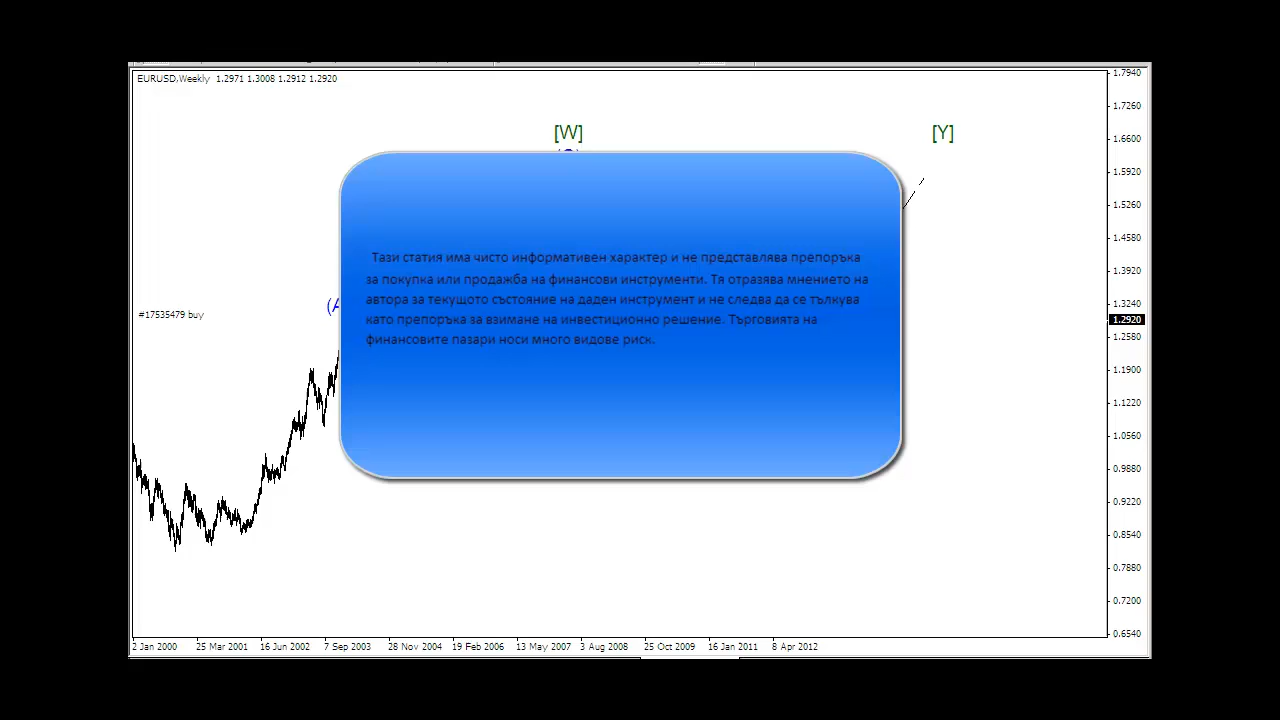 EURUSD,Weekly 1.2971 1.3008 1.2912 1.2920
[W]
[Y]
(A
#17535479 buy
Тази статия има чисто информативен характер и не представлява препоръка
за покупка или продажба на финансови инструменти. Тя отразява мнението на
автора за текущото състояние на даден инструмент и не следва да се тълкува
като препоръка за взимане на инвестиционно решение. Търговията на
финансовите пазари носи много видове риск.
1.7940
1.7260
1.6600
1.5920
1.5260
1.4580
1.3920
1.3240
1.2920
1.2580
1.1900
1.1220
1.0560
0.9880
0.9220
0.8540
0.7880
0.7200
0.6540
2 Jan 2000 25 Mar 2001 16 Jun 2002 7 Sep 2003 28 Nov 2004 19 Feb 2006 13 May 2007 3 Aug 2008 25 Oct 2009 16 Jan 2011 8 Apr 2012